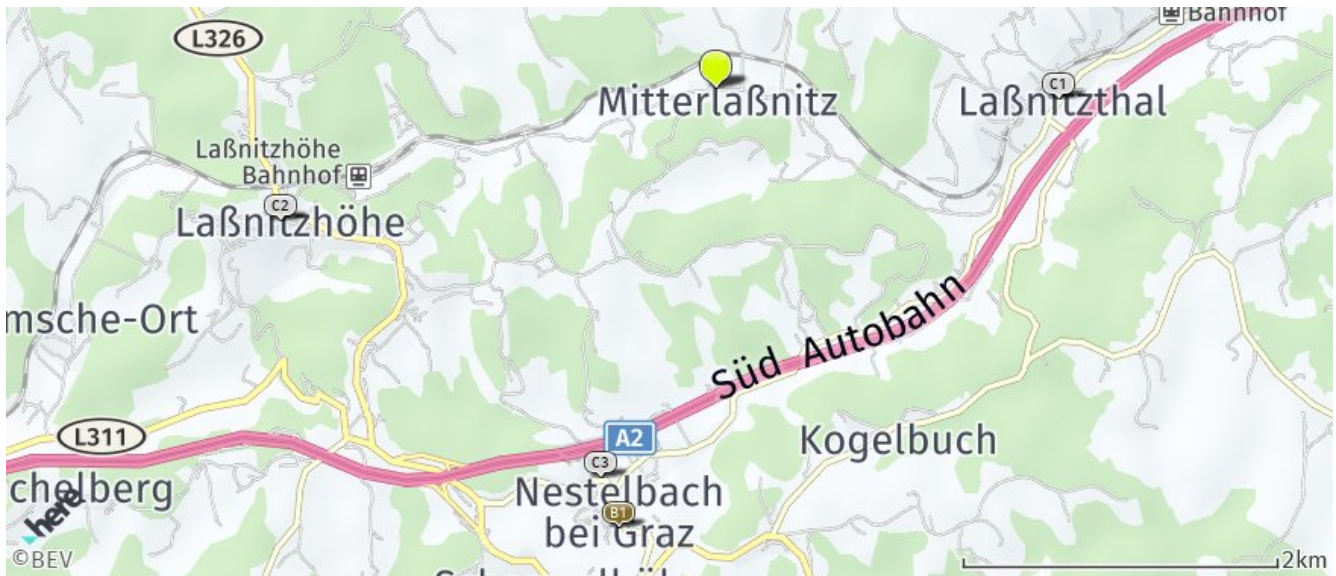 Bahnhof
L326
C1
Mitterlaßnitz
Laßnitzthal
Laßnitzhöhe
Bahnhof
C2
Laßnitzhöhe
msche-Ort
Süd Autobahn
L311
A2
Kogelbuch
C3
chelberg
Nestelbach
bei Graz
B1
here
©BEV
2km